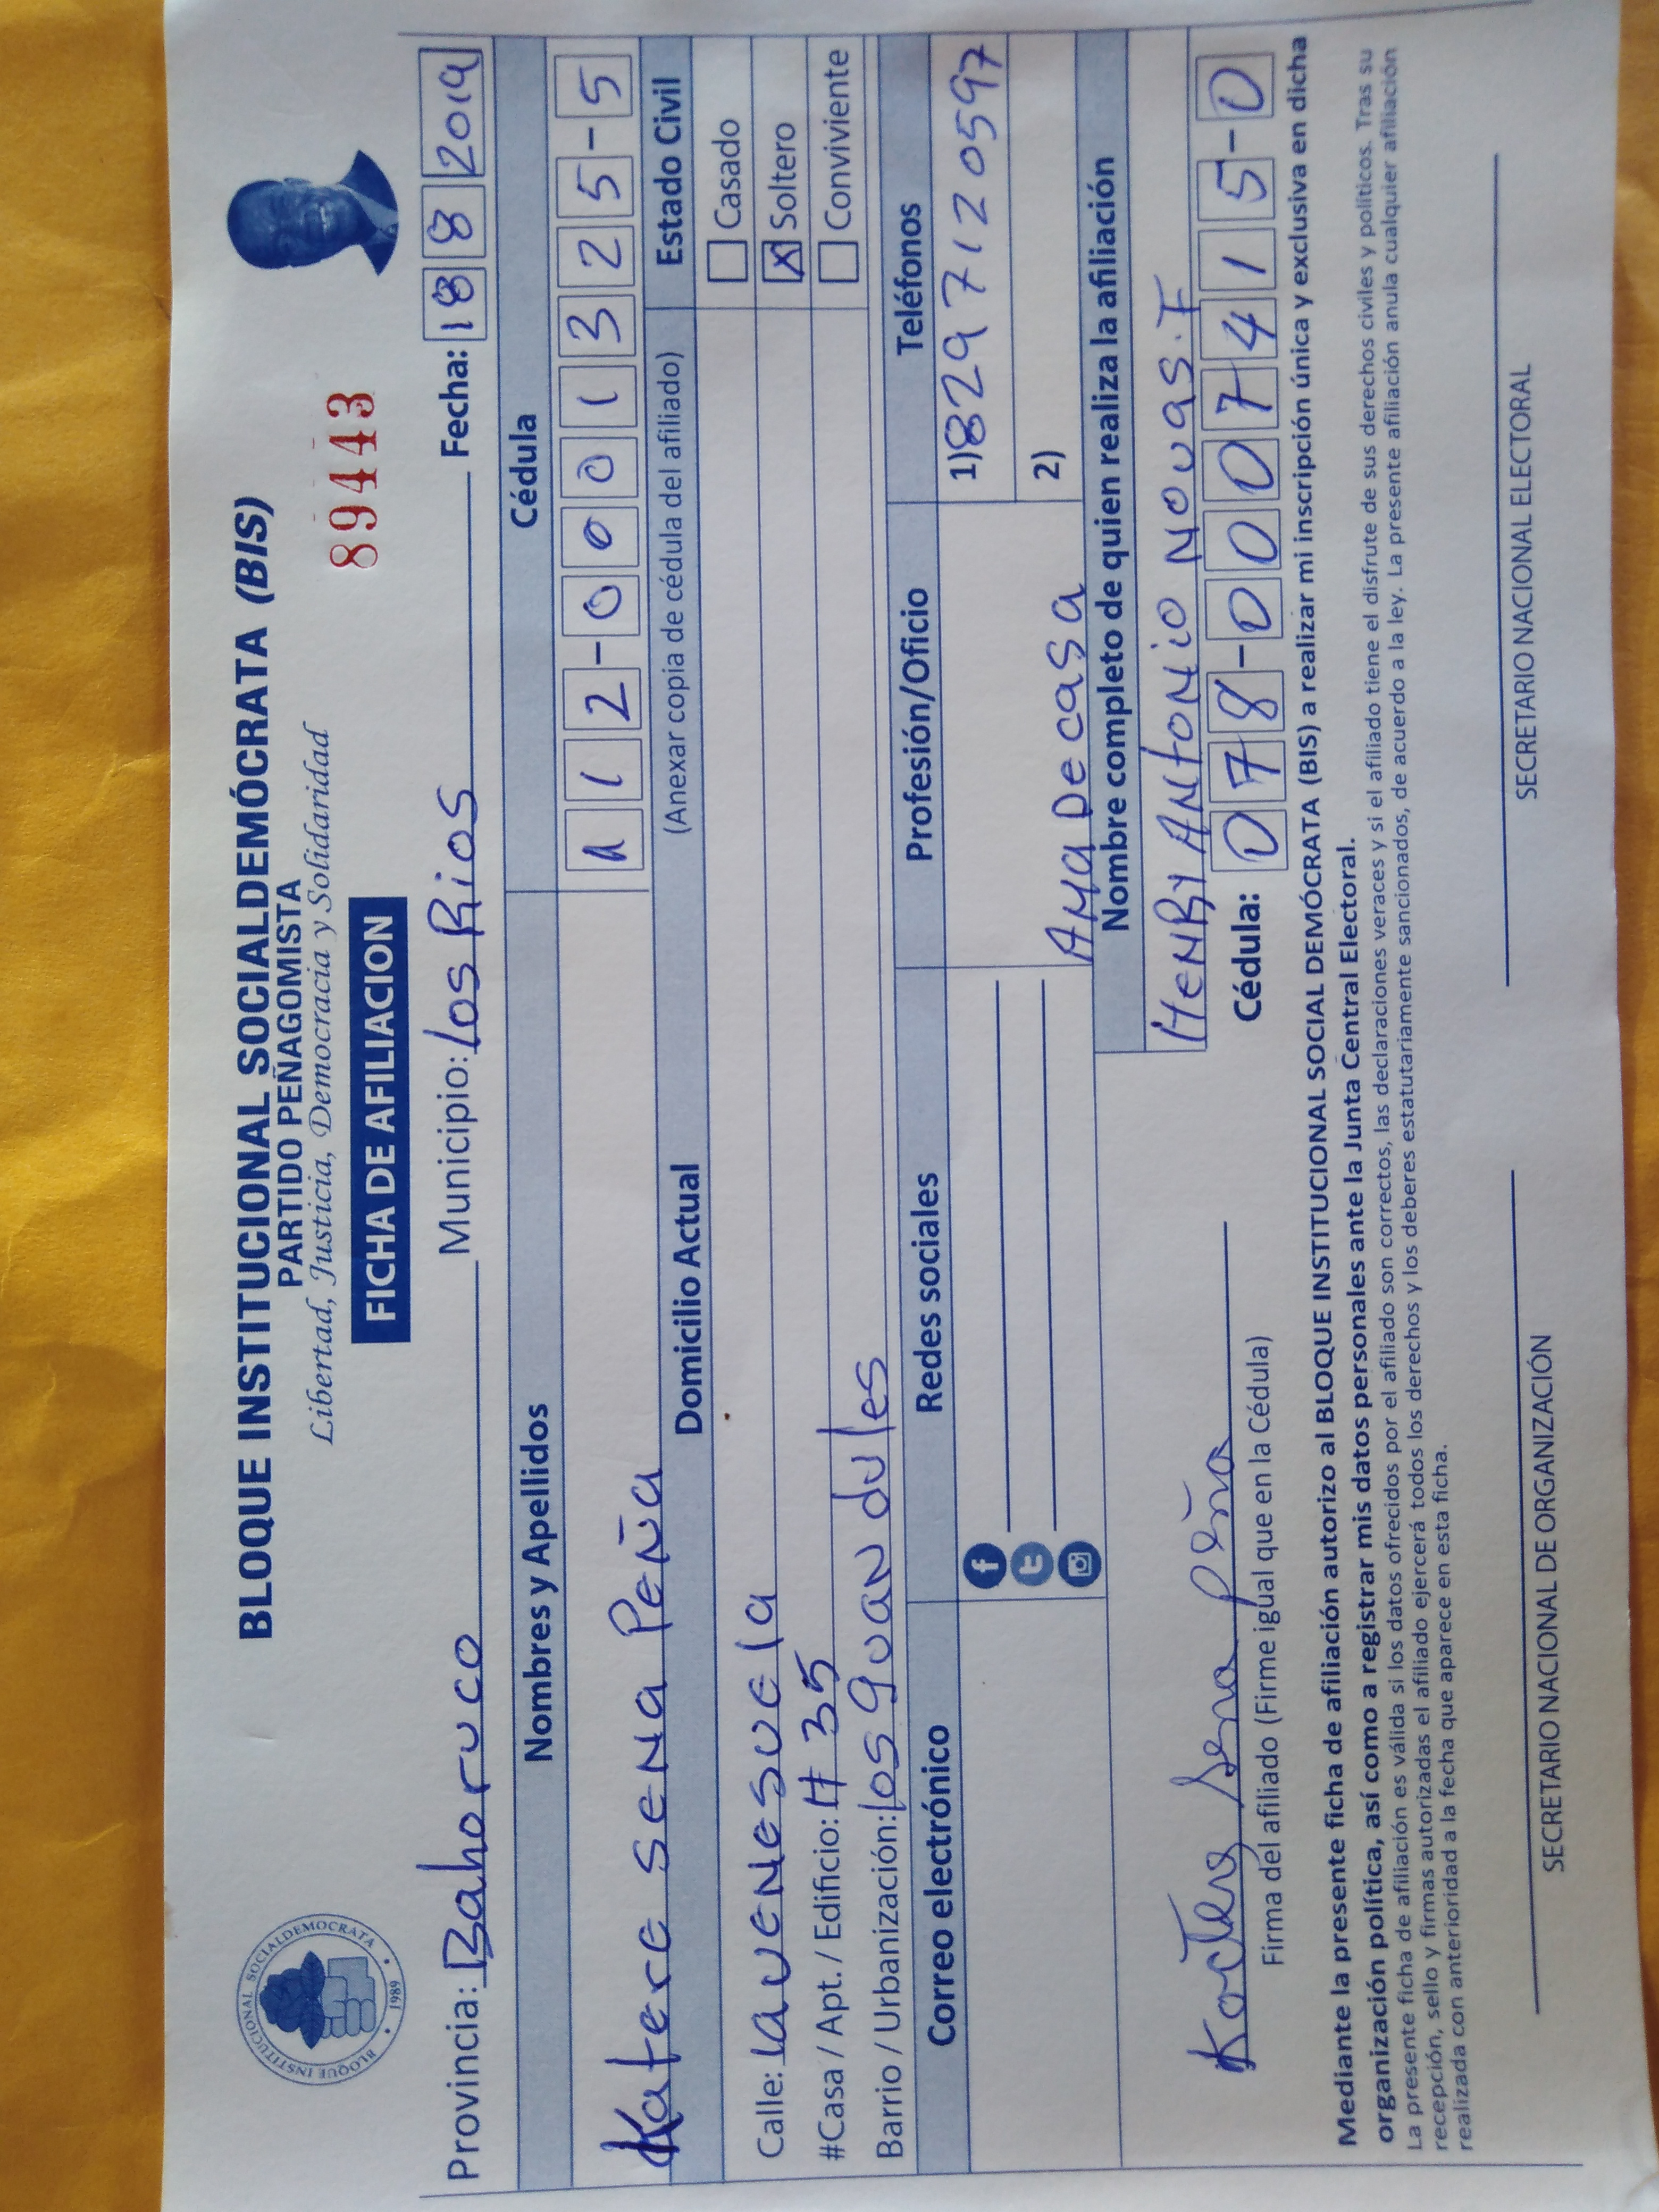 BLOQUE INSTITUCIONAL SOCIALDEMOCRATA
1989
BLOQUE INSTITUCIONAL SOCIALDEMÓCRATA (BIS)
PARTIDO PEÑAGOMISTA
Libertad, Justicia, Democracia y Solidaridad
89443
FICHA DE AFILIACION
Provincia: Bahoruco Municipio: Los Rios Fecha: 18 8 2019
Nombres y Apellidos Cédula
Katere sena Peña 112-0001325-5
Domicilio Actual (Anexar copia de cédula del afiliado) Estado Civil
Calle: la venesuela Casado
#Casa / Apt. / Edificio: # 35 X Soltero
Barrio / Urbanización: los guandules Conviviente
Correo electrónico Redes sociales Profesión/Oficio Teléfonos
1) 8297120597
Ama De casa 2)
Nombre completo de quien realiza la afiliación
HeNRy ANtoNio Novas. F
Cédula: 078-0007415-0
sena peña
Firma del afiliado (Firme igual que en la Cédula)
Mediante la presente ficha de afiliación autorizo al BLOQUE INSTITUCIONAL SOCIAL DEMÓCRATA (BIS) a realizar mi inscripción única y exclusiva en dicha
organización política, así como a registrar mis datos personales ante la Junta Central Electoral.
La presente ficha de afiliación es válida si los datos ofrecidos por el afiliado son correctos, las declaraciones veraces y si el afiliado tiene el disfrute de sus derechos civiles y políticos. Tras su
recepción, sello y firmas autorizadas el afiliado ejercerá todos los derechos y los deberes estatutariamente sancionados, de acuerdo a la ley. La presente afiliación anula cualquier afiliación
realizada con anterioridad a la fecha que aparece en esta ficha.
SECRETARIO NACIONAL DE ORGANIZACIÓN SECRETARIO NACIONAL ELECTORAL